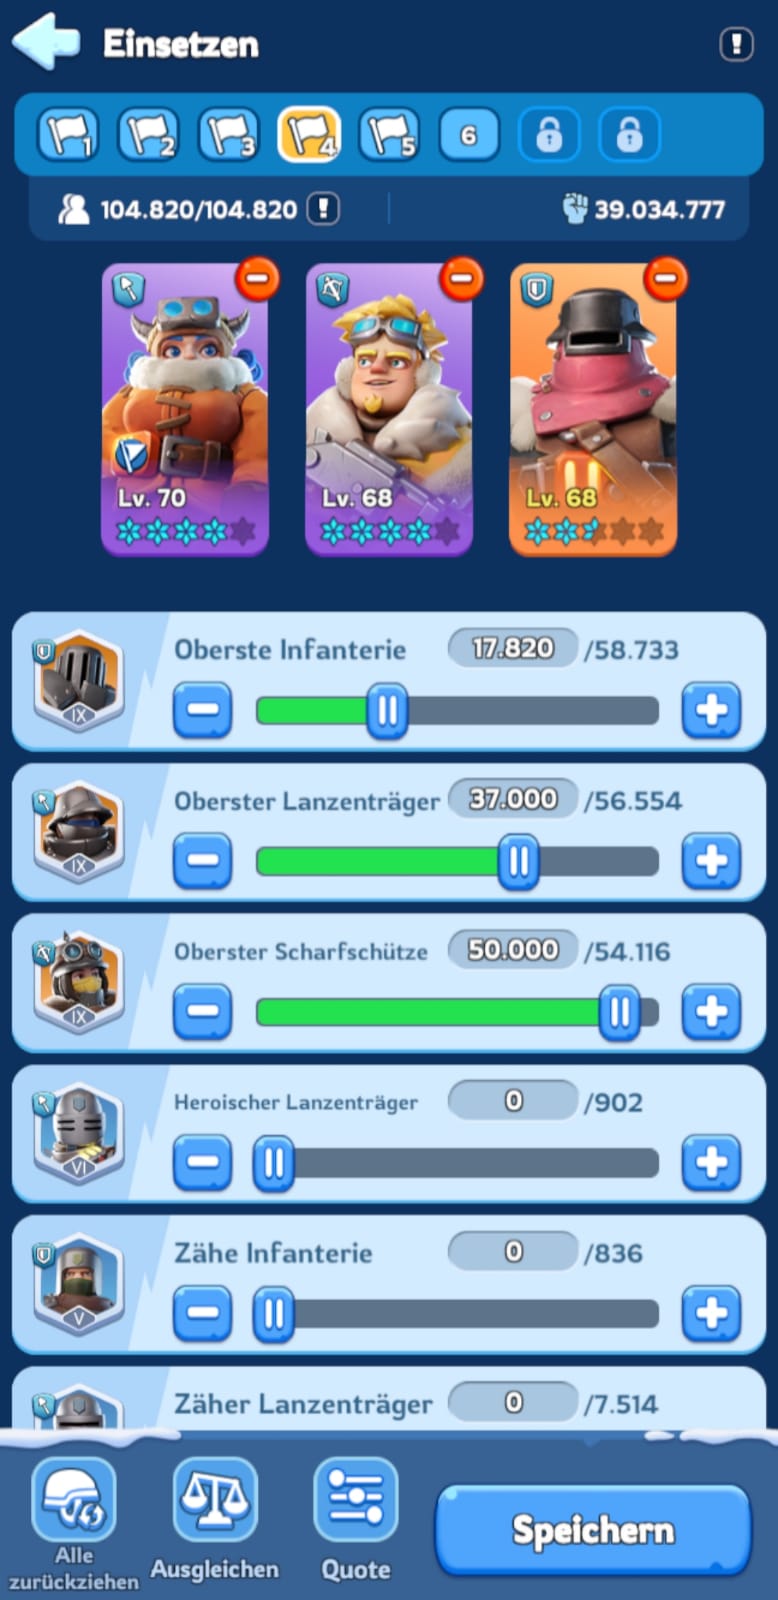 Einsetzen
1 2 3 4 5 6
104.820/104.820 ! 39.034.777
Lv. 70 Lv. 68 Lv. 68
Oberste Infanterie 17.820 /58.733
IX
Oberster Lanzenträger 37.000 /56.554
IX
Oberster Scharfschütze 50.000 /54.116
IX
Heroischer Lanzenträger 0 /902
VI
Zähe Infanterie 0 /836
V
Zäher Lanzenträger 0 /7.514
Alle zurückziehen
Ausgleichen
Quote
Speichern